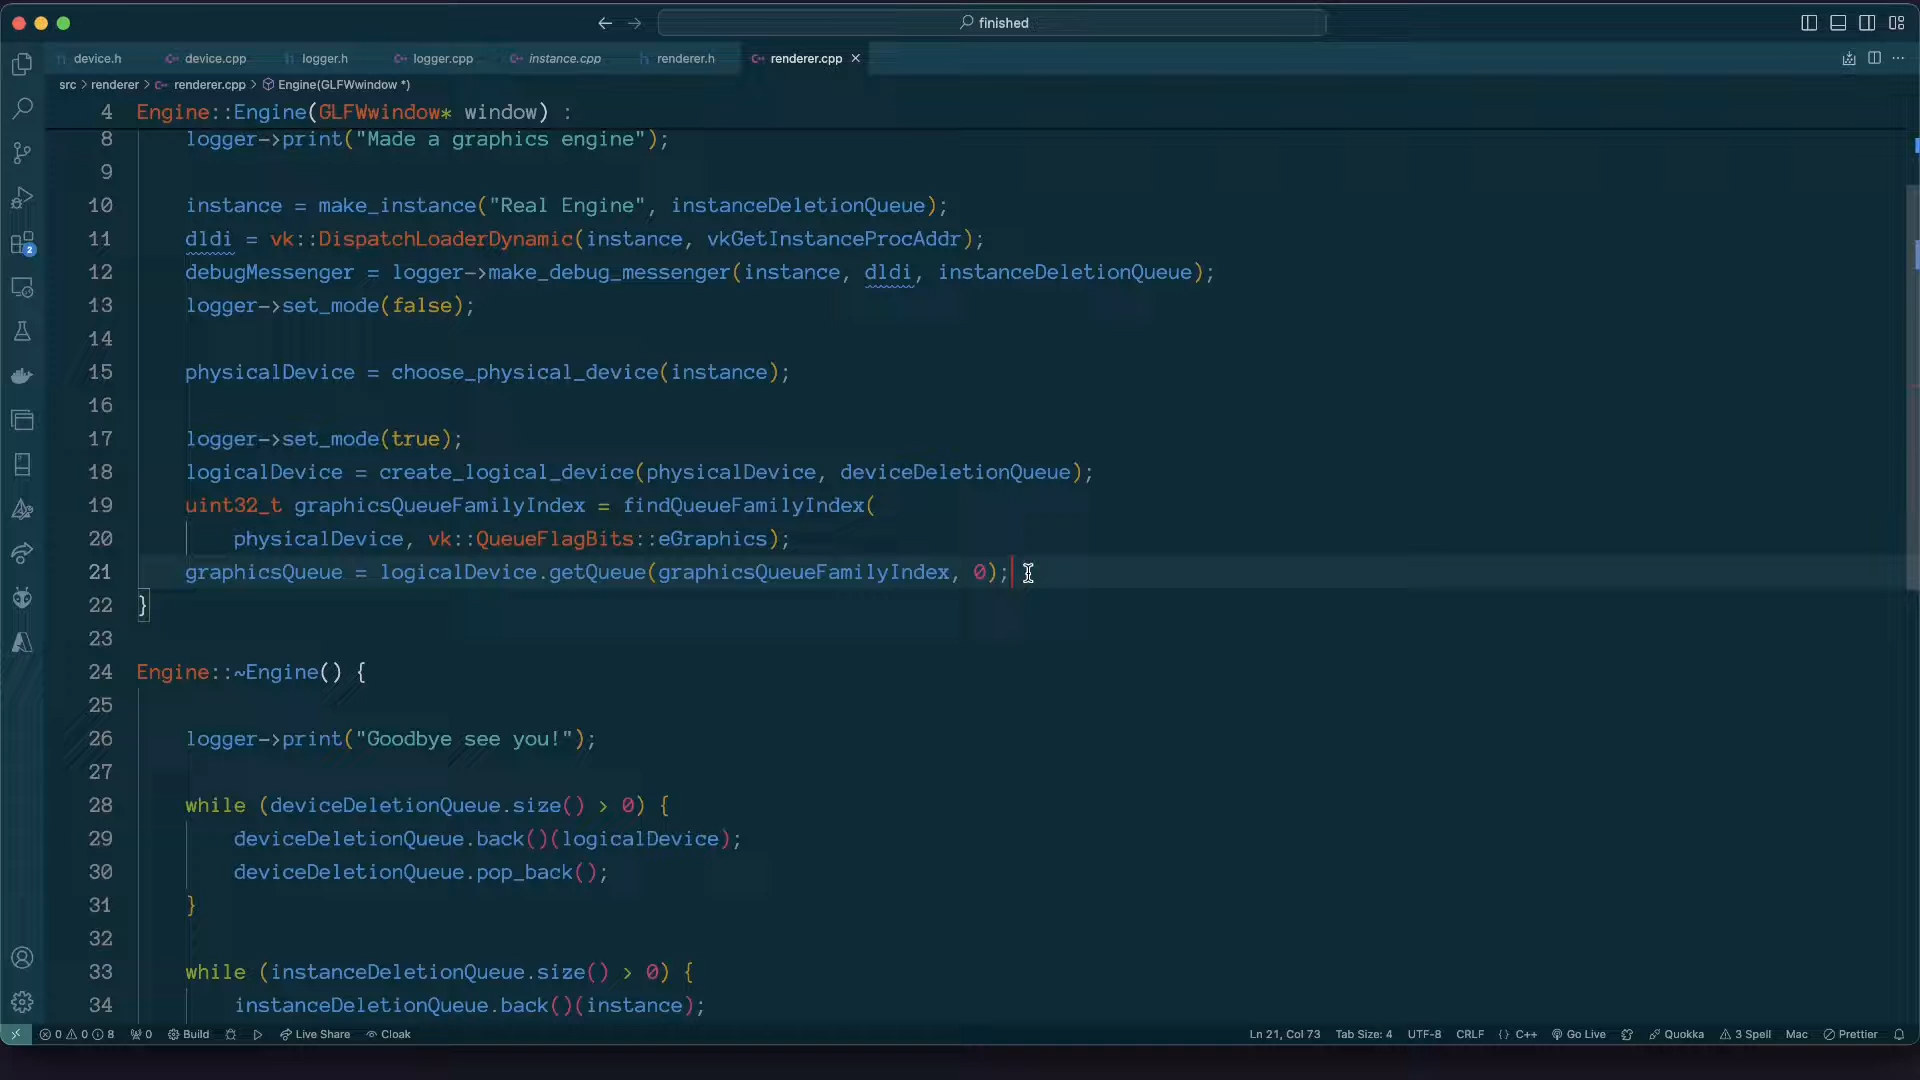 finished
device.h device.cpp logger.h logger.cpp instance.cpp renderer.h renderer.cpp
src > renderer > renderer.cpp > Engine(GLFWwindow *)
4 Engine::Engine(GLFWwindow* window) :
8 logger->print("Made a graphics engine");
9
10 instance = make_instance("Real Engine", instanceDeletionQueue);
11 dldi = vk::DispatchLoaderDynamic(instance, vkGetInstanceProcAddr);
12 debugMessenger = logger->make_debug_messenger(instance, dldi, instanceDeletionQueue);
13 logger->set_mode(false);
14
15 physicalDevice = choose_physical_device(instance);
16
17 logger->set_mode(true);
18 logicalDevice = create_logical_device(physicalDevice, deviceDeletionQueue);
19 uint32_t graphicsQueueFamilyIndex = findQueueFamilyIndex(
20 physicalDevice, vk::QueueFlagBits::eGraphics);
21 graphicsQueue = logicalDevice.getQueue(graphicsQueueFamilyIndex, 0);
22 }
23
24 Engine::~Engine() {
25
26 logger->print("Goodbye see you!");
27
28 while (deviceDeletionQueue.size() > 0) {
29 deviceDeletionQueue.back()(logicalDevice);
30 deviceDeletionQueue.pop_back();
31 }
32
33 while (instanceDeletionQueue.size() > 0) {
34 instanceDeletionQueue.back()(instance);
2
0 0 8 0 Build Live Share Cloak Ln 21, Col 73 Tab Size: 4 UTF-8 CRLF {} C++ Go Live Quokka 3 Spell Mac Prettier